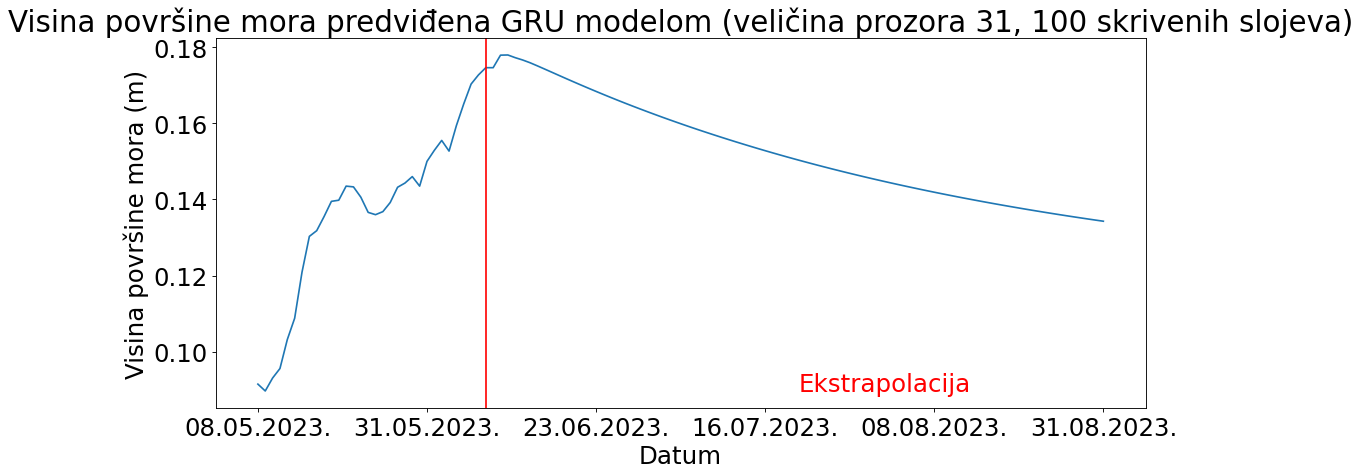 Visina površine mora predviđena GRU modelom (veličina prozora 31, 100 skrivenih slojeva)
Visina površine mora (m)
0.18
0.16
0.14
0.12
0.10
Ekstrapolacija
08.05.2023. 31.05.2023. 23.06.2023. 16.07.2023. 08.08.2023. 31.08.2023.
Datum